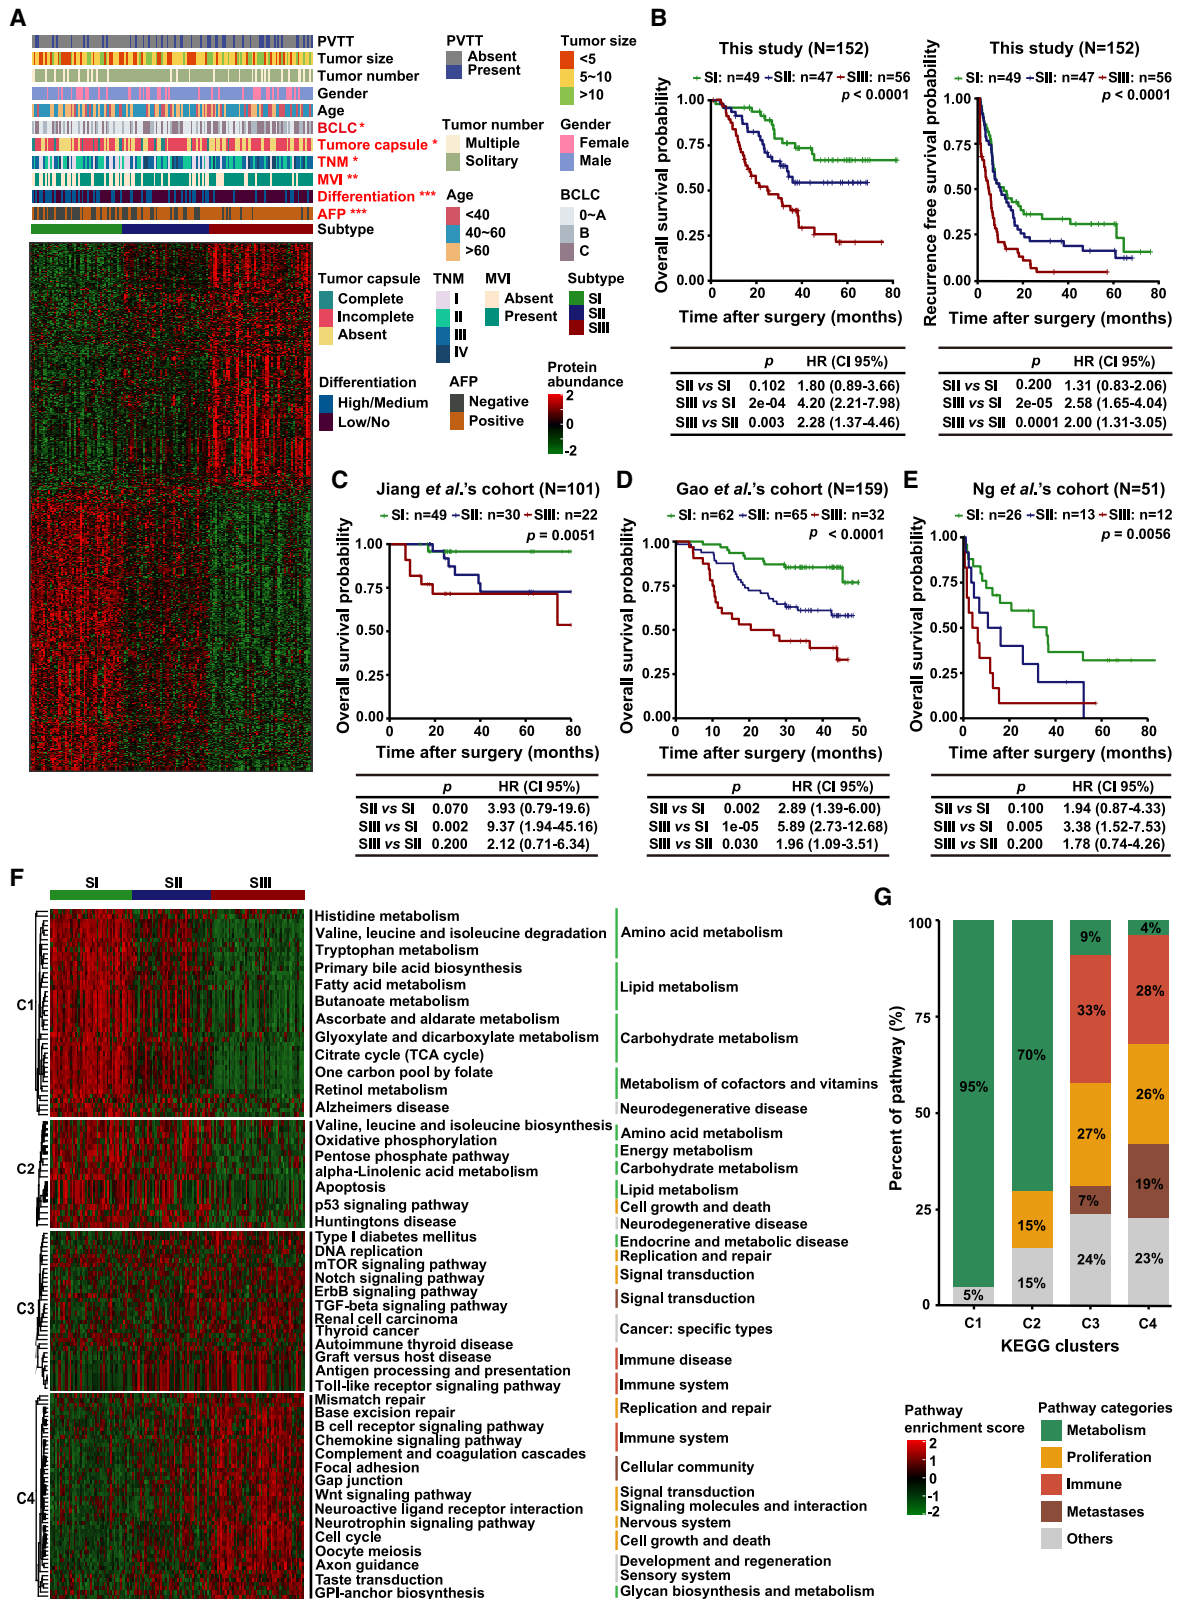 A
PVTT
Tumor size
Tumor number
Gender
Age
BCLC *
Tumore capsule *
TNM *
MVI **
Differentiation ***
AFP ***
Subtype
PVTT
Absent
Present
Tumor size
<5
5~10
>10
Tumor number
Multiple
Solitary
Gender
Female
Male
Age
<40
40~60
>60
BCLC
0~A
B
C
Tumor capsule
Complete
Incomplete
Absent
TNM
I
II
III
IV
MVI
Absent
Present
Subtype
SI
SII
SIII
Differentiation
High/Medium
Low/No
AFP
Negative
Positive
Protein
abundance
2
0
-2
B
This study (N=152)
SI: n=49 SII: n=47 SIII: n=56
p < 0.0001
Overall survival probability
1.00
0.75
0.50
0.25
0.00
0 20 40 60 80
Time after surgery (months)
p HR (CI 95%)
SII vs SI 0.102 1.80 (0.89-3.66)
SIII vs SI 2e-04 4.20 (2.21-7.98)
SIII vs SII 0.003 2.28 (1.37-4.46)
This study (N=152)
SI: n=49 SII: n=47 SIII: n=56
p < 0.0001
Recurrence free survival probability
1.00
0.75
0.50
0.25
0.00
0 20 40 60 80
Time after surgery (months)
p HR (CI 95%)
SII vs SI 0.200 1.31 (0.83-2.06)
SIII vs SI 2e-05 2.58 (1.65-4.04)
SIII vs SII 0.0001 2.00 (1.31-3.05)
C
Jiang et al.'s cohort (N=101)
SI: n=49 SII: n=30 SIII: n=22
p = 0.0051
Overall survival probability
1.00
0.75
0.50
0.25
0.00
0 20 40 60 80
Time after surgery (months)
p HR (CI 95%)
SII vs SI 0.070 3.93 (0.79-19.6)
SIII vs SI 0.002 9.37 (1.94-45.16)
SIII vs SII 0.200 2.12 (0.71-6.34)
D
Gao et al.'s cohort (N=159)
SI: n=62 SII: n=65 SIII: n=32
p < 0.0001
Overall survival probability
1.00
0.75
0.50
0.25
0.00
0 10 20 30 40 50
Time after surgery (months)
p HR (CI 95%)
SII vs SI 0.002 2.89 (1.39-6.00)
SIII vs SI 1e-05 5.89 (2.73-12.68)
SIII vs SII 0.030 1.96 (1.09-3.51)
E
Ng et al.'s cohort (N=51)
SI: n=26 SII: n=13 SIII: n=12
p = 0.0056
Overall survival probability
1.00
0.75
0.50
0.25
0.00
0 20 40 60 80
Time after surgery (months)
p HR (CI 95%)
SII vs SI 0.100 1.94 (0.87-4.33)
SIII vs SI 0.005 3.38 (1.52-7.53)
SIII vs SII 0.200 1.78 (0.74-4.26)
F
SI SII SIII
C1
Histidine metabolism
Valine, leucine and isoleucine degradation
Tryptophan metabolism
Primary bile acid biosynthesis
Fatty acid metabolism
Butanoate metabolism
Ascorbate and aldarate metabolism
Glyoxylate and dicarboxylate metabolism
Citrate cycle (TCA cycle)
One carbon pool by folate
Retinol metabolism
Alzheimers disease
Amino acid metabolism
Lipid metabolism
Carbohydrate metabolism
Metabolism of cofactors and vitamins
Neurodegenerative disease
C2
Valine, leucine and isoleucine biosynthesis
Oxidative phosphorylation
Pentose phosphate pathway
alpha-Linolenic acid metabolism
Apoptosis
p53 signaling pathway
Huntingtons disease
Amino acid metabolism
Energy metabolism
Carbohydrate metabolism
Lipid metabolism
Cell growth and death
Neurodegenerative disease
C3
Type I diabetes mellitus
DNA replication
mTOR signaling pathway
Notch signaling pathway
ErbB signaling pathway
TGF-beta signaling pathway
Renal cell carcinoma
Thyroid cancer
Autoimmune thyroid disease
Graft versus host disease
Antigen processing and presentation
Toll-like receptor signaling pathway
Endocrine and metabolic disease
Replication and repair
Signal transduction
Signal transduction
Cancer: specific types
Immune disease
Immune system
C4
Mismatch repair
Base excision repair
B cell receptor signaling pathway
Chemokine signaling pathway
Complement and coagulation cascades
Focal adhesion
Gap junction
Wnt signaling pathway
Neuroactive ligand receptor interaction
Neurotrophin signaling pathway
Cell cycle
Oocyte meiosis
Axon guidance
Taste transduction
GPI-anchor biosynthesis
Replication and repair
Immune system
Cellular community
Signal transduction
Signaling molecules and interaction
Nervous system
Cell growth and death
Development and regeneration
Sensory system
Glycan biosynthesis and metabolism
G
Percent of pathway (%)
100
75
50
25
0
95%
5%
70%
15%
15%
9%
33%
27%
7%
24%
4%
28%
26%
19%
23%
C1 C2 C3 C4
KEGG clusters
Pathway
enrichment score
2
1
0
-1
-2
Pathway categories
Metabolism
Proliferation
Immune
Metastases
Others